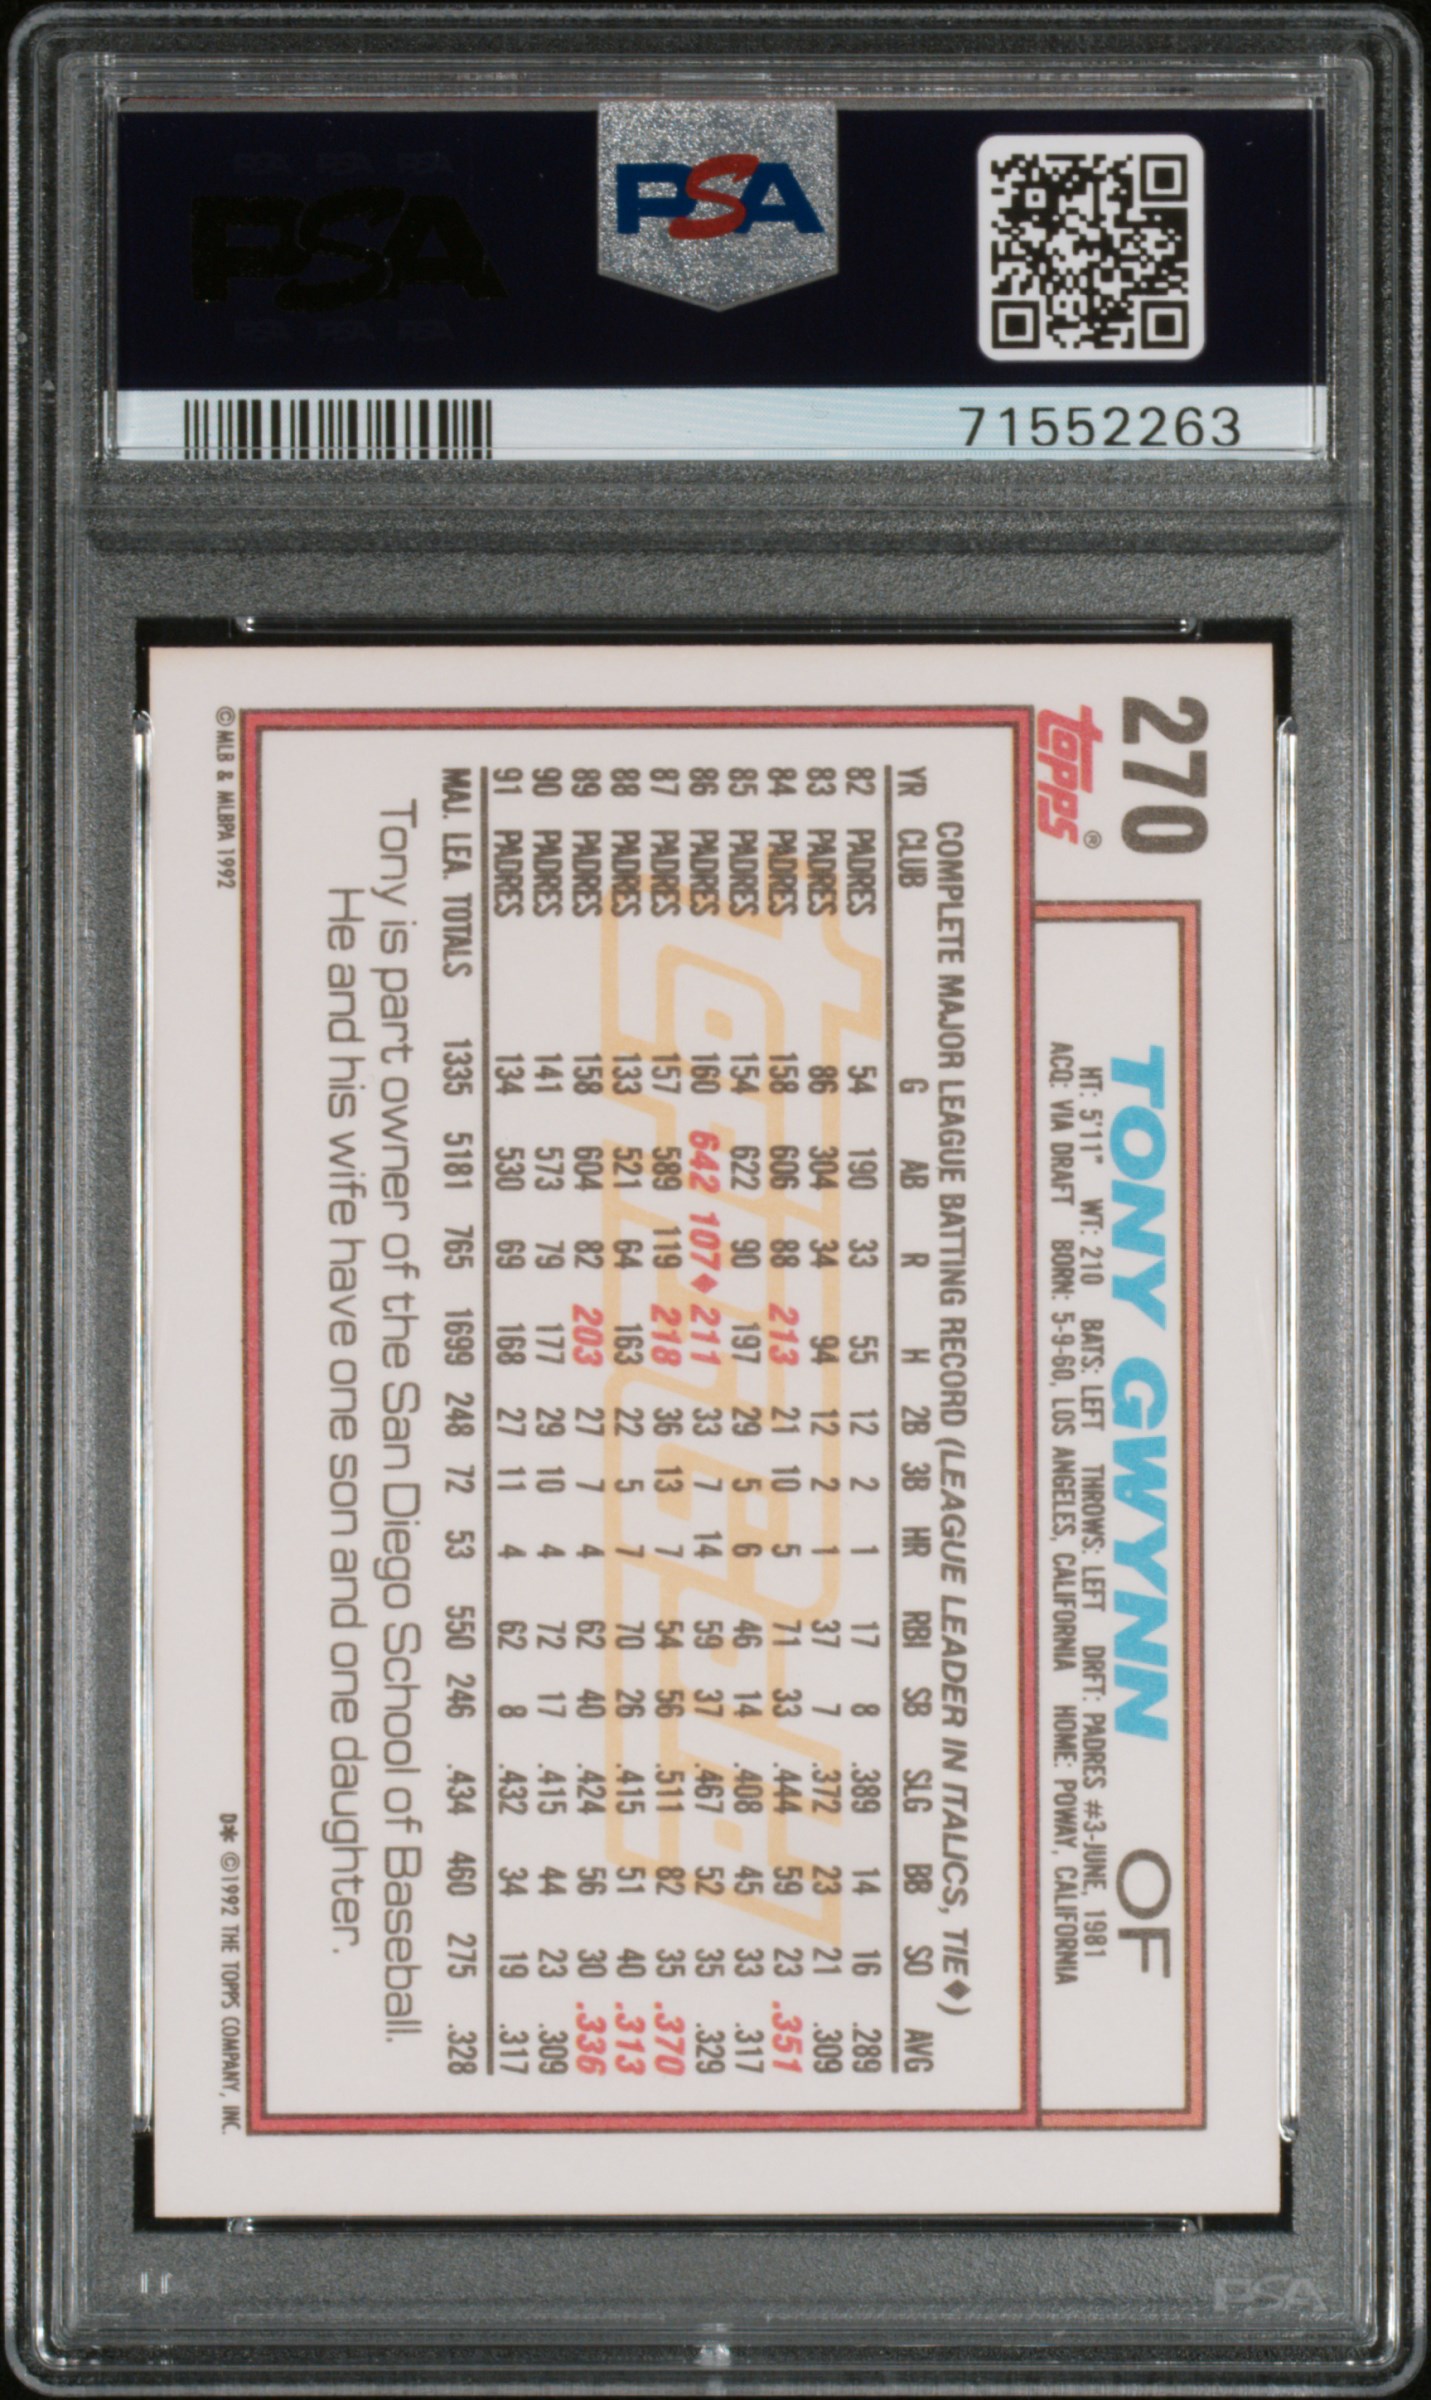 PSA
PSA
71552263
270
Topps®
TONY GWYNN OF
HT: 5'11" WT: 210 BATS: LEFT THROWS: LEFT DRFT: PADRES #3-JUNE, 1981
ACQ: VIA DRAFT BORN: 5-9-60, LOS ANGELES, CALIFORNIA HOME: POWAY, CALIFORNIA
COMPLETE MAJOR LEAGUE BATTING RECORD (LEAGUE LEADER IN ITALICS, TIE◆)
YR CLUB G AB R H 2B 3B HR RBI SB SLG BB SO AVG
82 PADRES 54 190 33 55 12 2 1 17 8 .389 14 16 .289
83 PADRES 86 304 34 94 12 2 1 37 7 .372 23 21 .309
84 PADRES 158 606 88 213 21 10 5 71 33 .444 59 23 .351
85 PADRES 154 622 90 197 29 5 6 46 14 .408 45 33 .317
86 PADRES 160 642 107◆ 211 33 7 14 59 37 .467 52 35 .329
87 PADRES 157 589 119 218 36 13 7 54 56 .511 82 35 .370
88 PADRES 133 521 64 163 22 5 7 70 26 .415 51 40 .313
89 PADRES 158 604 82 203 27 7 4 62 40 .424 56 30 .336
90 PADRES 141 573 79 177 29 10 4 72 17 .415 44 23 .309
91 PADRES 134 530 69 168 27 11 4 62 8 .432 34 19 .317
MAJ. LEA. TOTALS 1335 5181 765 1699 248 72 53 550 246 .434 460 275 .328
Tony is part owner of the San Diego School of Baseball.
He and his wife have one son and one daughter.
© MLB & MLBPA 1992
D* ©1992 THE TOPPS COMPANY, INC.
PSA